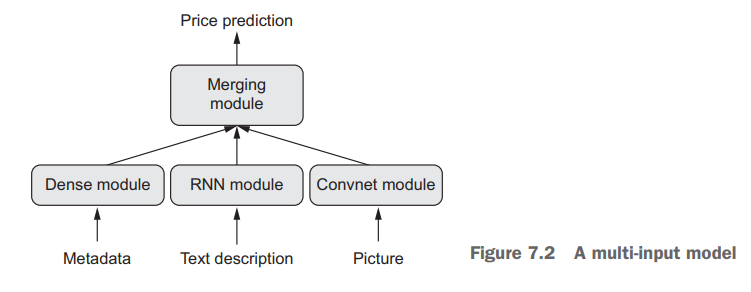 Price prediction
Merging
module
Dense module
RNN module
Convnet module
Metadata
Text description
Picture
Figure 7.2 A multi-input model